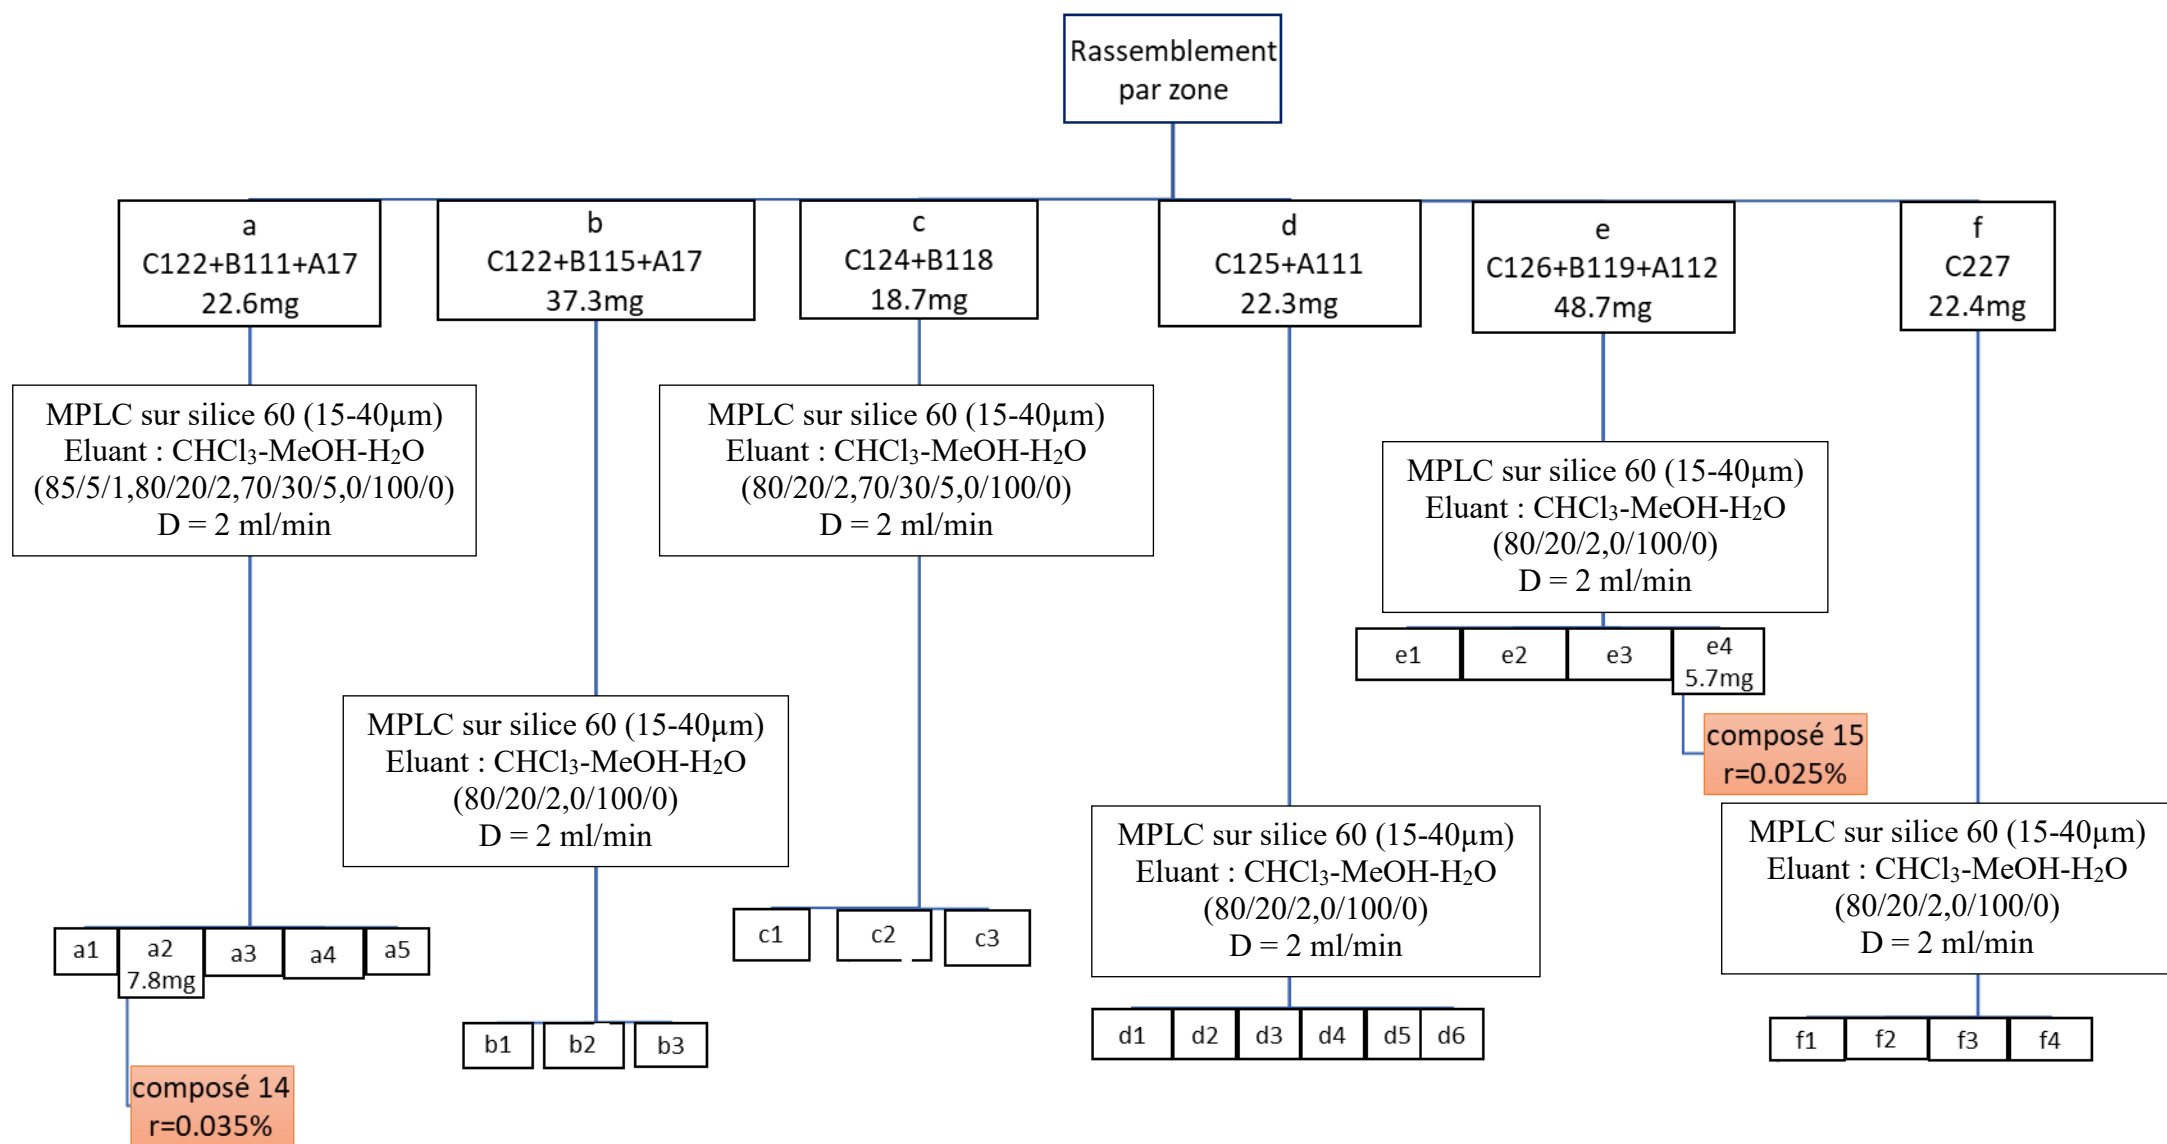 Rassemblement
par zone
a
C122+B111+A17
22.6mg
b
C122+B115+A17
37.3mg
c
C124+B118
18.7mg
d
C125+A111
22.3mg
e
C126+B119+A112
48.7mg
f
C227
22.4mg
MPLC sur silice 60 (15-40µm)
Eluant : CHCl₃-MeOH-H₂O
(85/5/1,80/20/2,70/30/5,0/100/0)
D = 2 ml/min
MPLC sur silice 60 (15-40µm)
Eluant : CHCl₃-MeOH-H₂O
(80/20/2,70/30/5,0/100/0)
D = 2 ml/min
MPLC sur silice 60 (15-40µm)
Eluant : CHCl₃-MeOH-H₂O
(80/20/2,0/100/0)
D = 2 ml/min
e1
e2
e3
e4
5.7mg
composé 15
r=0.025%
MPLC sur silice 60 (15-40µm)
Eluant : CHCl₃-MeOH-H₂O
(80/20/2,0/100/0)
D = 2 ml/min
MPLC sur silice 60 (15-40µm)
Eluant : CHCl₃-MeOH-H₂O
(80/20/2,0/100/0)
D = 2 ml/min
MPLC sur silice 60 (15-40µm)
Eluant : CHCl₃-MeOH-H₂O
(80/20/2,0/100/0)
D = 2 ml/min
a1
a2
7.8mg
a3
a4
a5
composé 14
r=0.035%
b1
b2
b3
c1
c2
c3
d1
d2
d3
d4
d5
d6
f1
f2
f3
f4